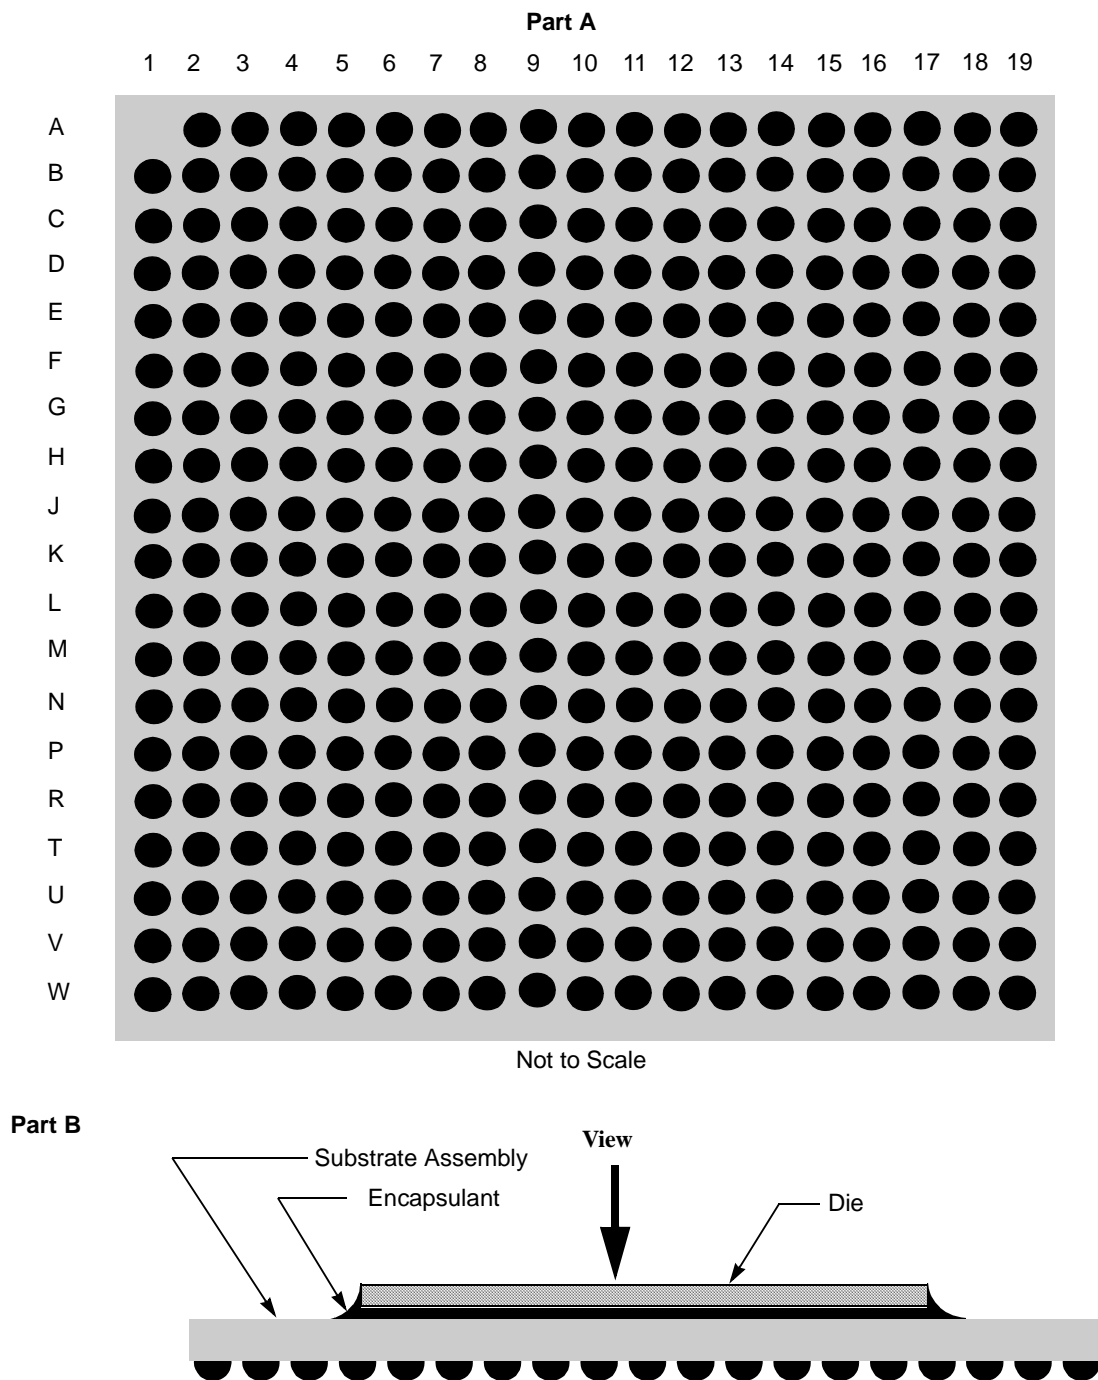 Part A
1 2 3 4 5 6 7 8 9 10 11 12 13 14 15 16 17 18 19
A
B
C
D
E
F
G
H
J
K
L
M
N
P
R
T
U
V
W
Not to Scale
Part B
View
Substrate Assembly
Encapsulant
Die